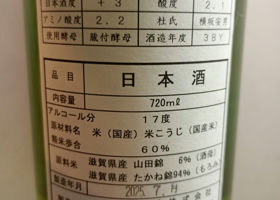 日本酒度 +3 酸度 2.1
アミノ酸度 2.2 杜氏 横坂安男
使用酵母 蔵付酵母 酒造年度 3BY
品目 日本酒
内容量 720ml
アルコール分 17度
原材料名 米(国産)米こうじ(国産米)
精米歩合 60%
原料米 滋賀県産 山田錦 6%(酒母)
滋賀県産 たかね錦94%(もろみ)
製造年月 2025.7月